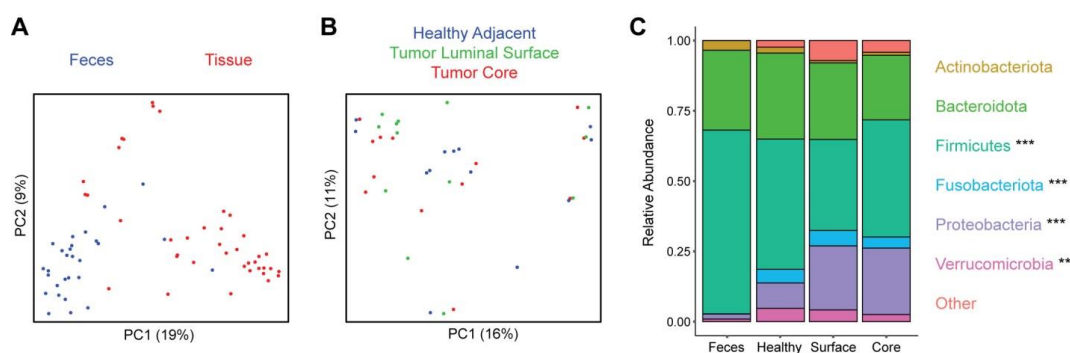 A
Feces Tissue
PC2 (9%)
PC1 (19%)
B
Healthy Adjacent
Tumor Luminal Surface
Tumor Core
PC2 (11%)
PC1 (16%)
C
Relative Abundance
1.00
0.75
0.50
0.25
0.00
Feces Healthy Surface Core
Actinobacteriota
Bacteroidota
Firmicutes ***
Fusobacteriota ***
Proteobacteria ***
Verrucomicrobia **
Other